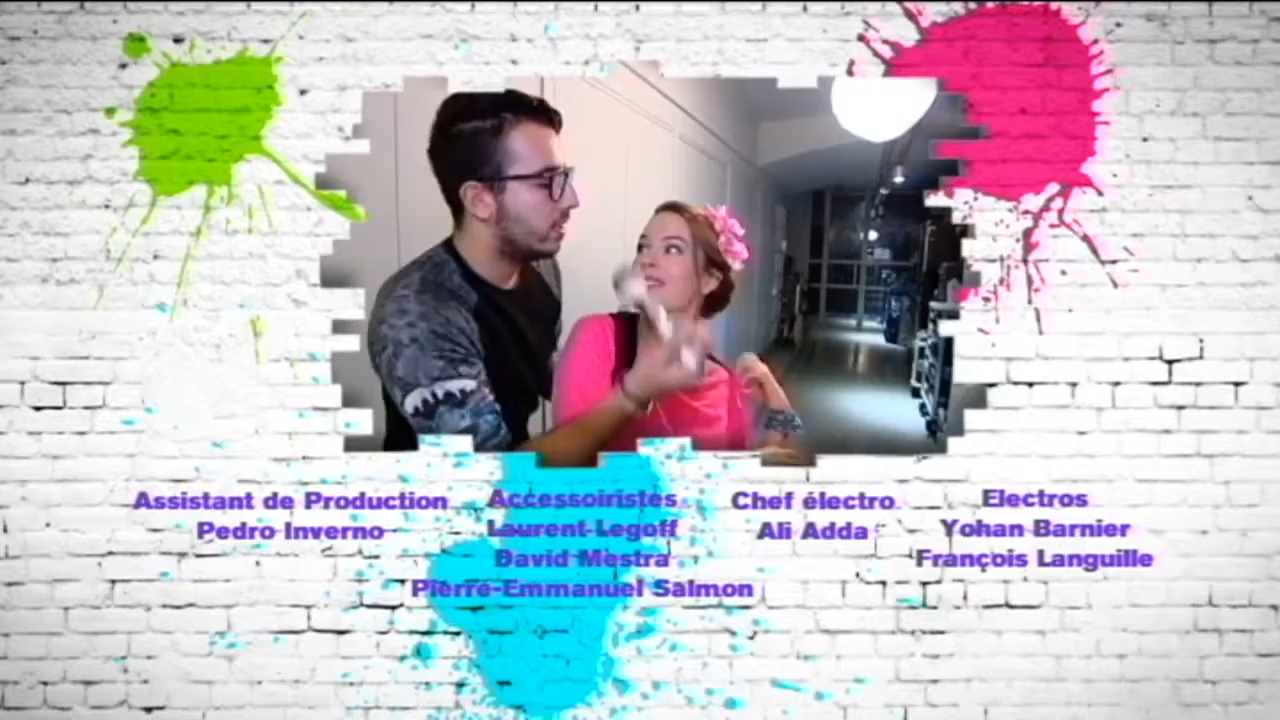 Assistant de Production
Pedro Inverno
Accessoiristes
Laurent Legoff
David Mestra
Pierre-Emmanuel Salmon
Chef électro
Ali Adda
Electros
Yohan Barnier
François Languille